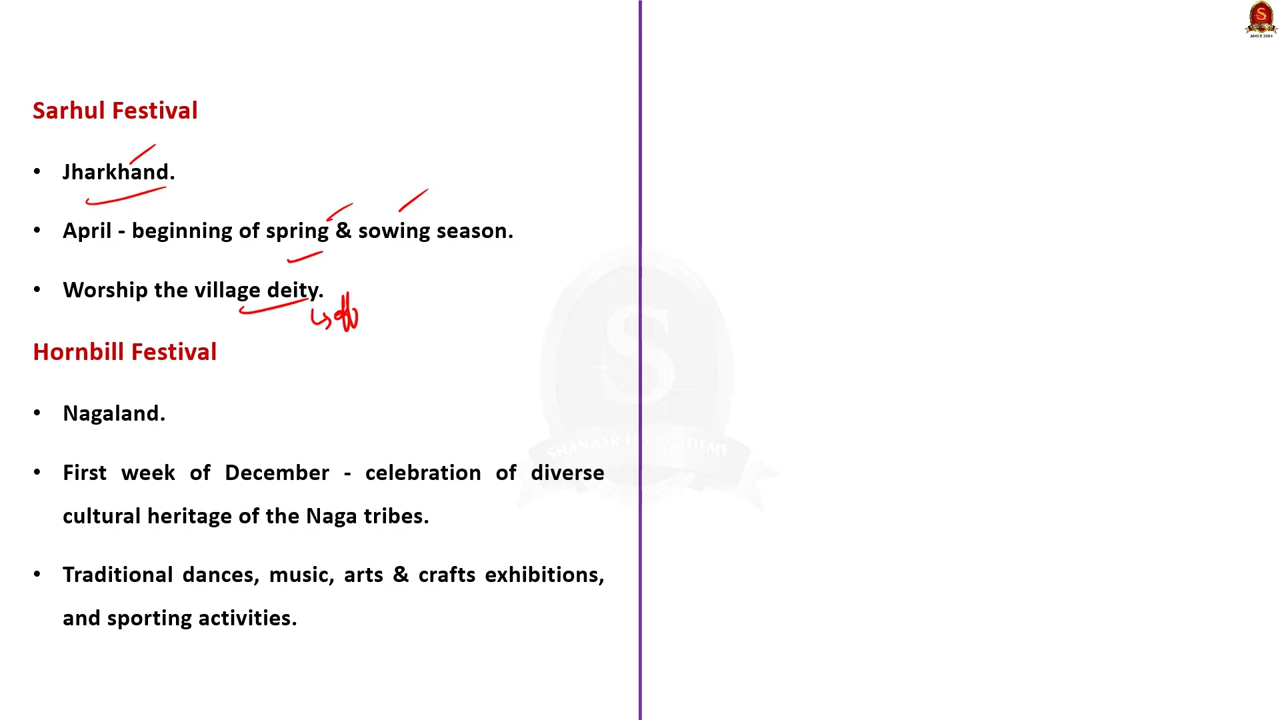 Sarhul Festival
• Jharkhand.
• April - beginning of spring & sowing season.
• Worship the village deity.
Hornbill Festival
• Nagaland.
• First week of December - celebration of diverse
cultural heritage of the Naga tribes.
• Traditional dances, music, arts & crafts exhibitions,
and sporting activities.
S
SINCE 2004